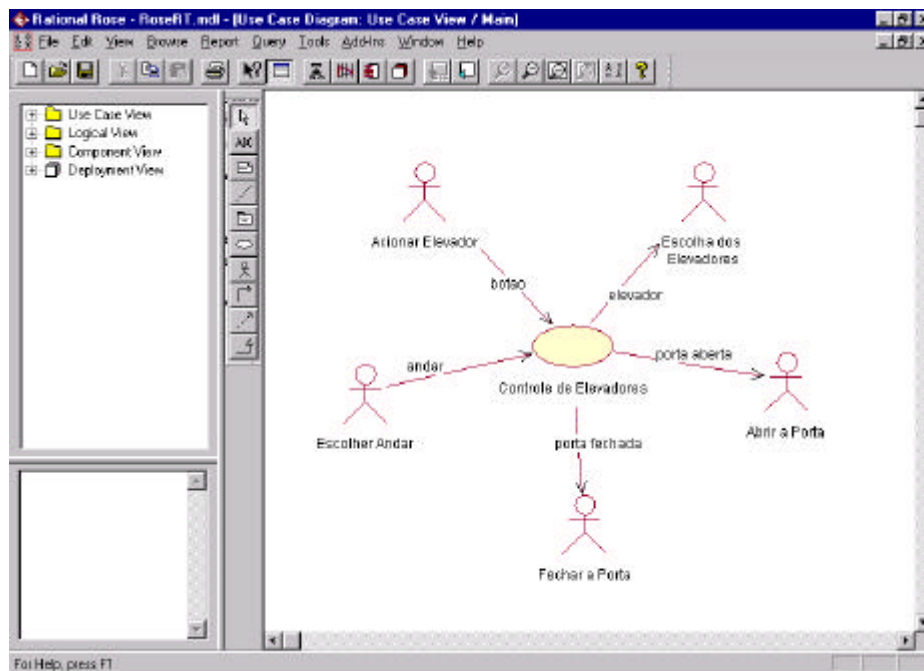 Rational Rose - RoseRT.mdl - [Use Case Diagram: Use Case View / Main]
File Edit View Browse Report Query Tools Add-Ins Window Help
Use Case View
Logical View
Component View
Deployment View
ABC
Acionar Elevador
Escolha dos
Elevadores
botao
elevador
andar
porta aberta
Controle de Elevadores
Escolher Andar
porta fechada
Abrir a Porta
Fechar a Porta
For Help, press F1